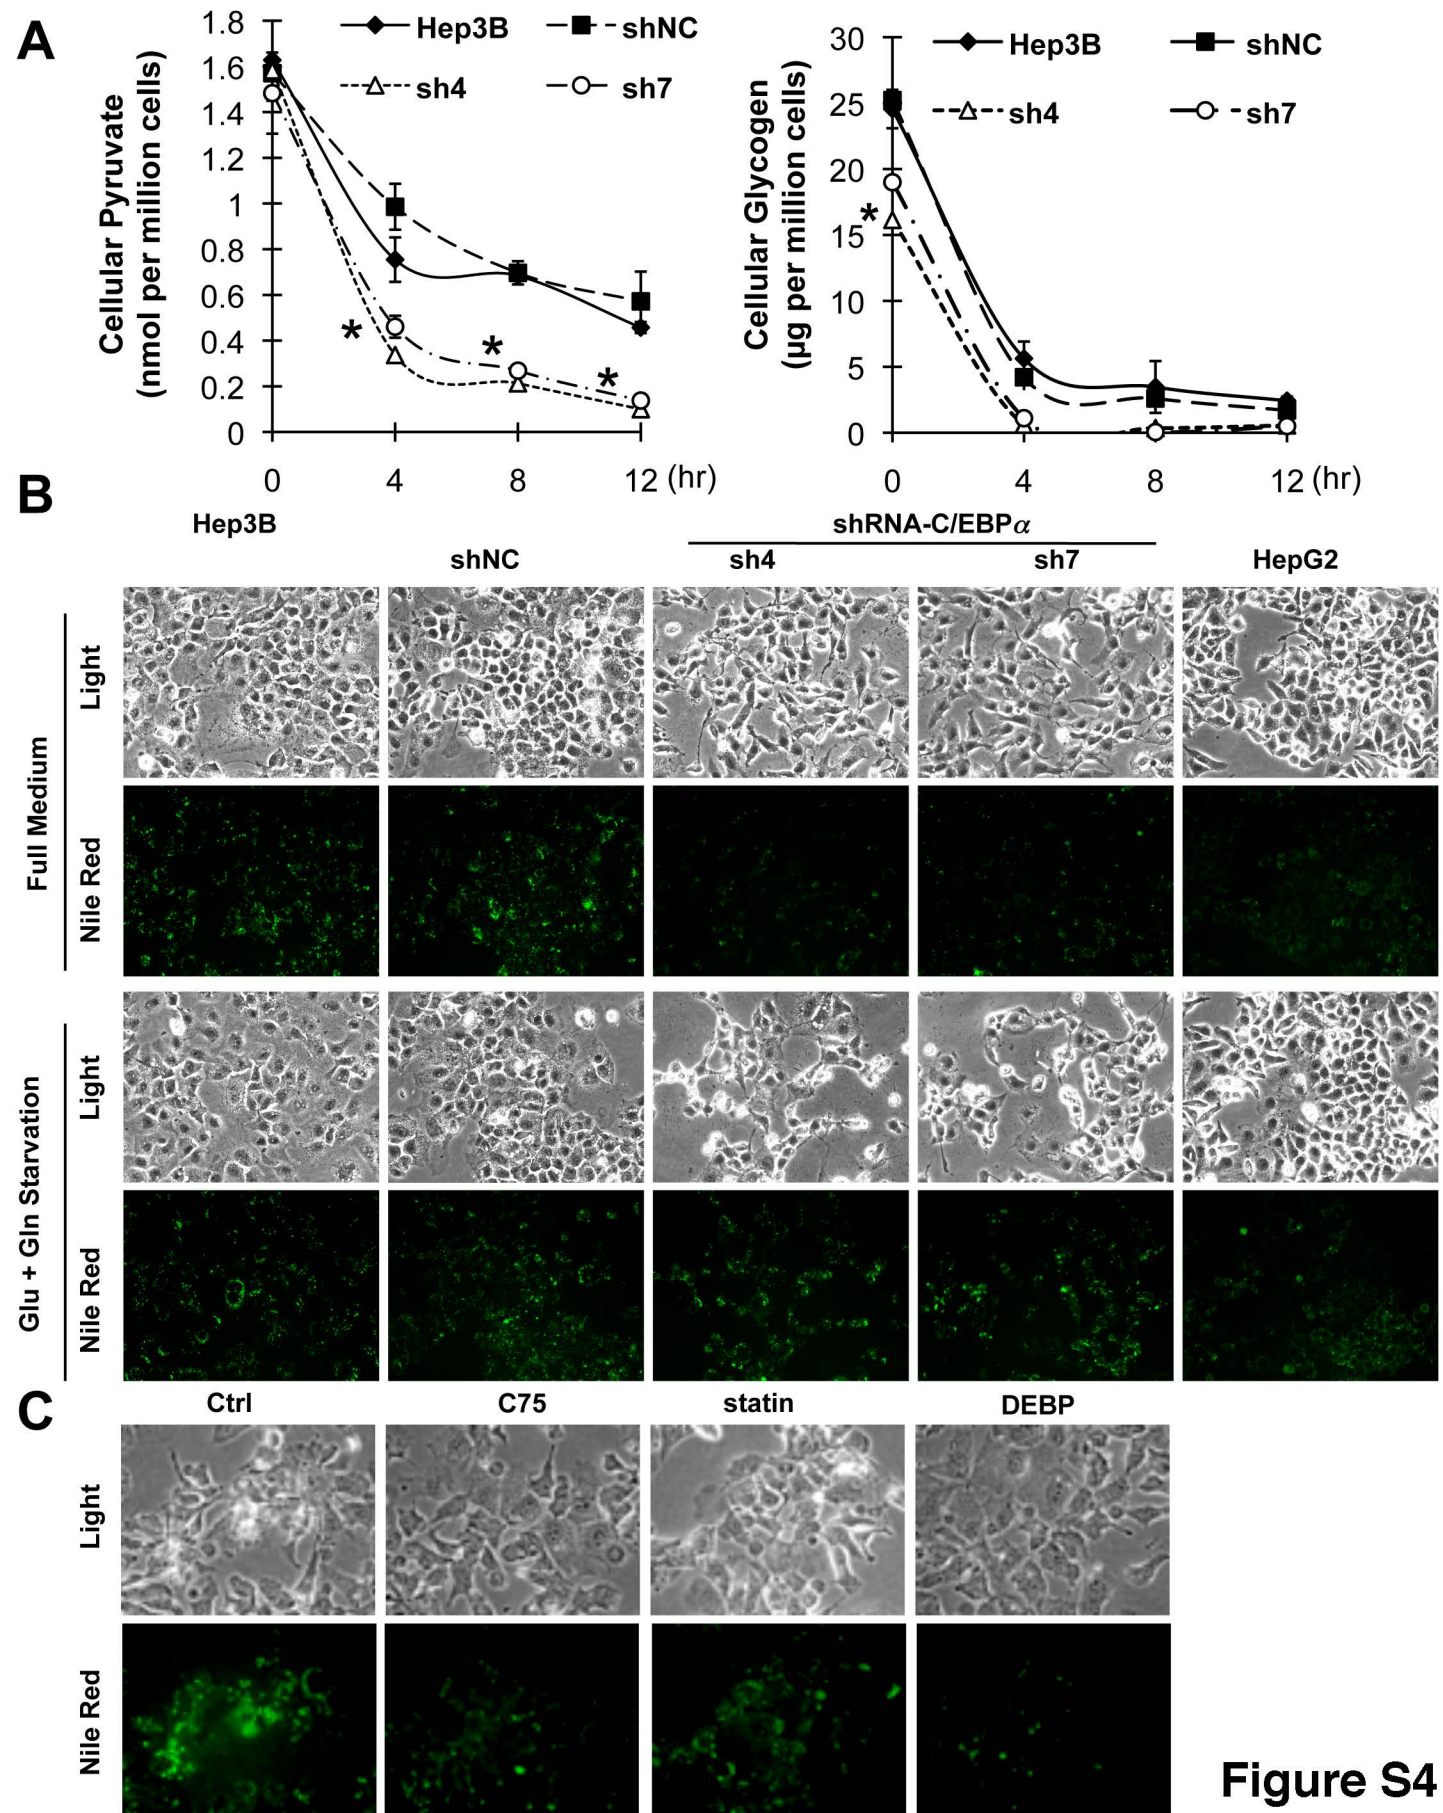 A
Hep3B shNC
sh4 sh7
Cellular Pyruvate
(nmol per million cells)
1.8
1.6
1.4
1.2
1
0.8
0.6
0.4
0.2
0
* * *
0 4 8 12 (hr)
Hep3B shNC
sh4 sh7
Cellular Glycogen
(µg per million cells)
30
25
20
15
10
5
0
*
0 4 8 12 (hr)
B
Hep3B shRNA-C/EBPα
shNC sh4 sh7 HepG2
Full Medium
Light
Nile Red
Glu + Gln Starvation
Light
Nile Red
C
Ctrl C75 statin DEBP
Light
Nile Red
Figure S4